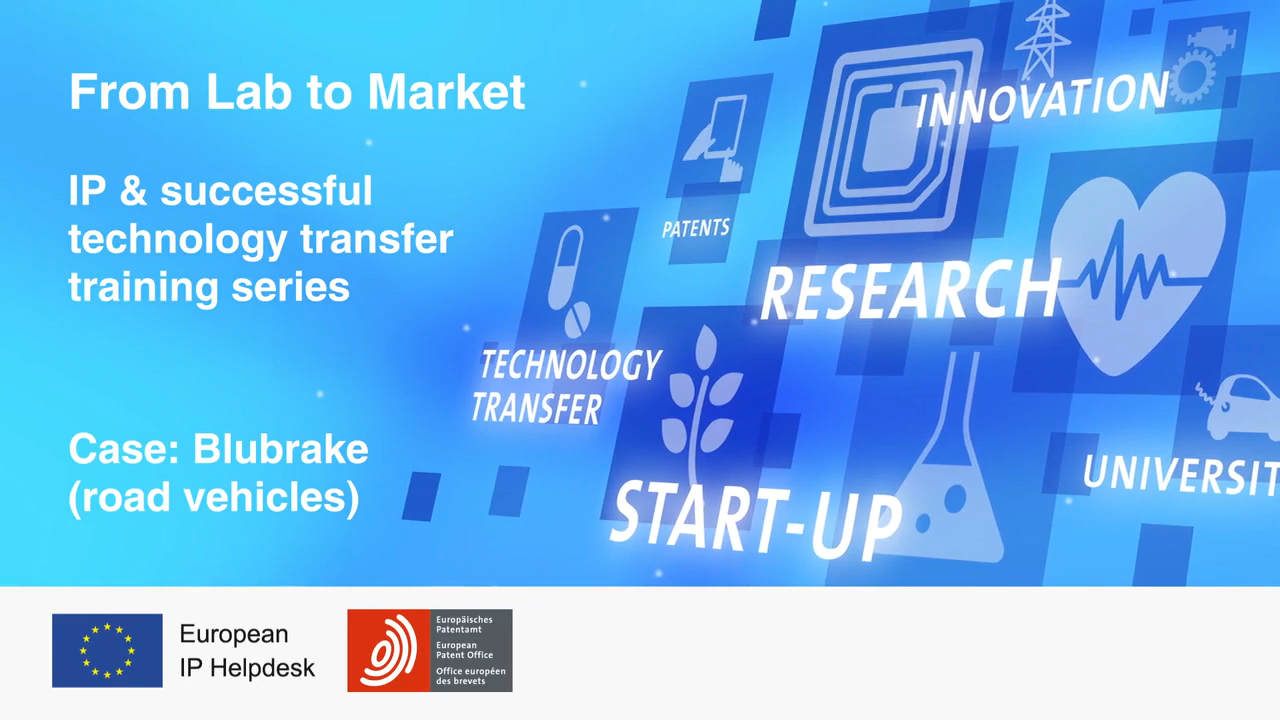 From Lab to Market
IP & successful
technology transfer
training series
Case: Blubrake
(road vehicles)
INNOVATION
PATENTS
RESEARCH
TECHNOLOGY
TRANSFER
START-UP
UNIVERSIT
European
IP Helpdesk
Europäisches
Patentamt
European
Patent Office
Office européen
des brevets